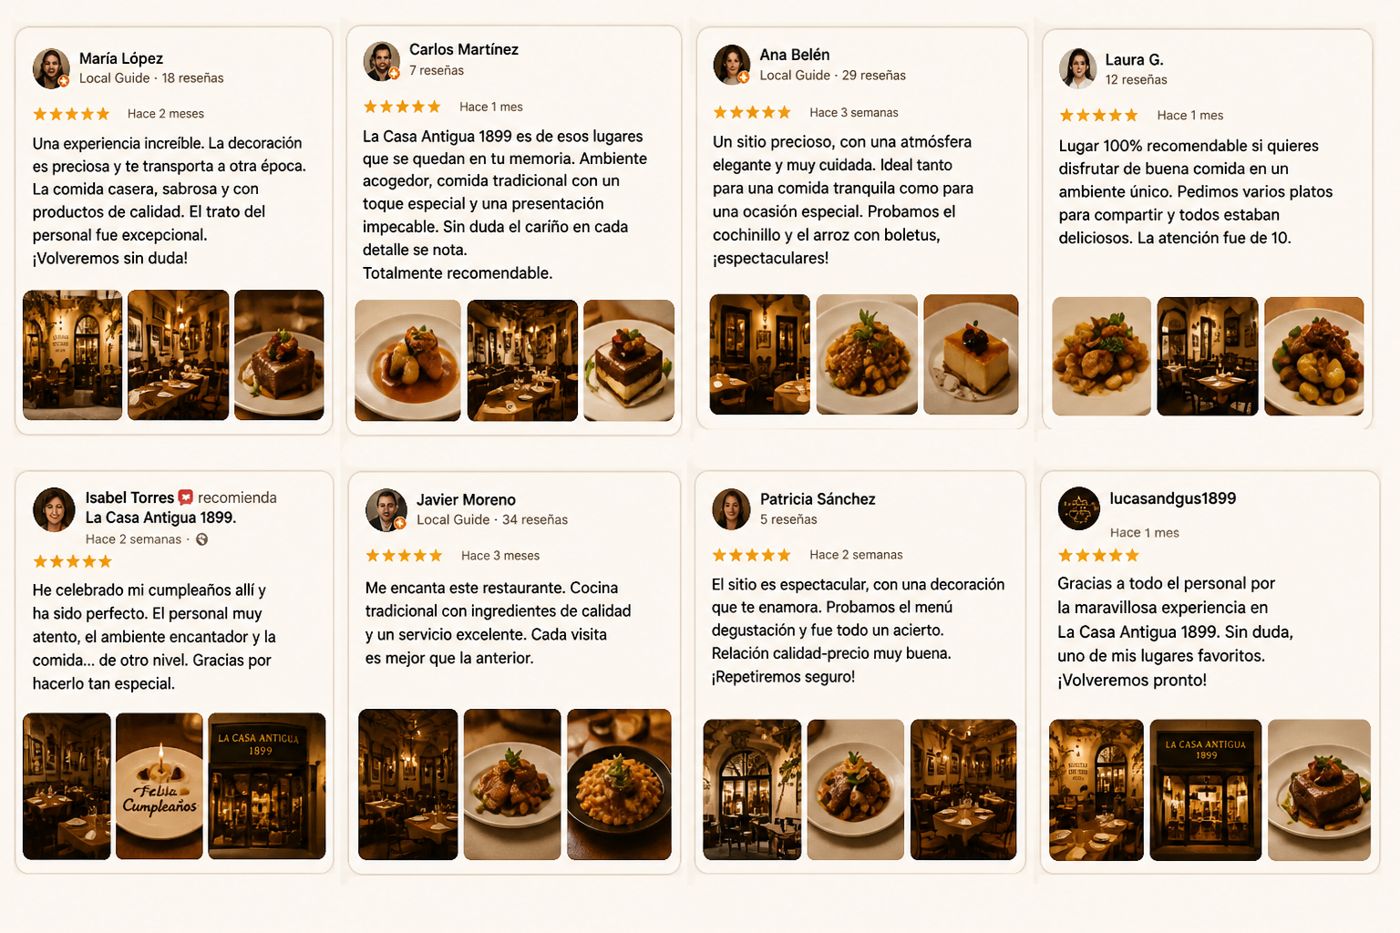 María López
Local Guide · 18 reseñas
Hace 2 meses
Una experiencia increíble. La decoración
es preciosa y te transporta a otra época.
La comida casera, sabrosa y con
productos de calidad. El trato del
personal fue excepcional.
¡Volveremos sin duda!
Carlos Martínez
7 reseñas
Hace 1 mes
La Casa Antigua 1899 es de esos lugares
que se quedan en tu memoria. Ambiente
acogedor, comida tradicional con un
toque especial y una presentación
impecable. Sin duda el cariño en cada
detalle se nota.
Totalmente recomendable.
Ana Belén
Local Guide · 29 reseñas
Hace 3 semanas
Un sitio precioso, con una atmósfera
elegante y muy cuidada. Ideal tanto
para una comida tranquila como para
una ocasión especial. Probamos el
cochinillo y el arroz con boletus,
¡espectaculares!
Laura G.
12 reseñas
Hace 1 mes
Lugar 100% recomendable si quieres
disfrutar de buena comida en un
ambiente único. Pedimos varios platos
para compartir y todos estaban
deliciosos. La atención fue de 10.
Isabel Torres recomienda
La Casa Antigua 1899.
Hace 2 semanas ·
He celebrado mi cumpleaños allí y
ha sido perfecto. El personal muy
atento, el ambiente encantador y la
comida... de otro nivel. Gracias por
hacerlo tan especial.
Cumpleaños
LA CASA ANTIGUA
1899
Javier Moreno
Local Guide · 34 reseñas
Hace 3 meses
Me encanta este restaurante. Cocina
tradicional con ingredientes de calidad
y un servicio excelente. Cada visita
es mejor que la anterior.
Patricia Sánchez
5 reseñas
Hace 2 semanas
El sitio es espectacular, con una decoración
que te enamora. Probamos el menú
degustación y fue todo un acierto.
Relación calidad-precio muy buena.
¡Repetiremos seguro!
lucasandgus1899
Hace 1 mes
Gracias a todo el personal por
la maravillosa experiencia en
La Casa Antigua 1899. Sin duda,
uno de mis lugares favoritos.
¡Volveremos pronto!
LA CASA ANTIGUA
1899